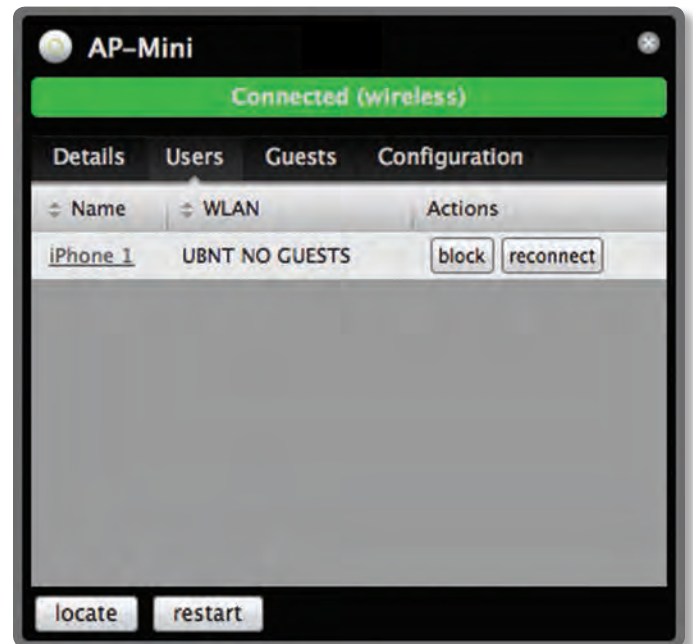 AP-Mini
Connected (wireless)
Details Users Guests Configuration
Name WLAN Actions
iPhone 1 UBNT NO GUESTS block reconnect
locate restart